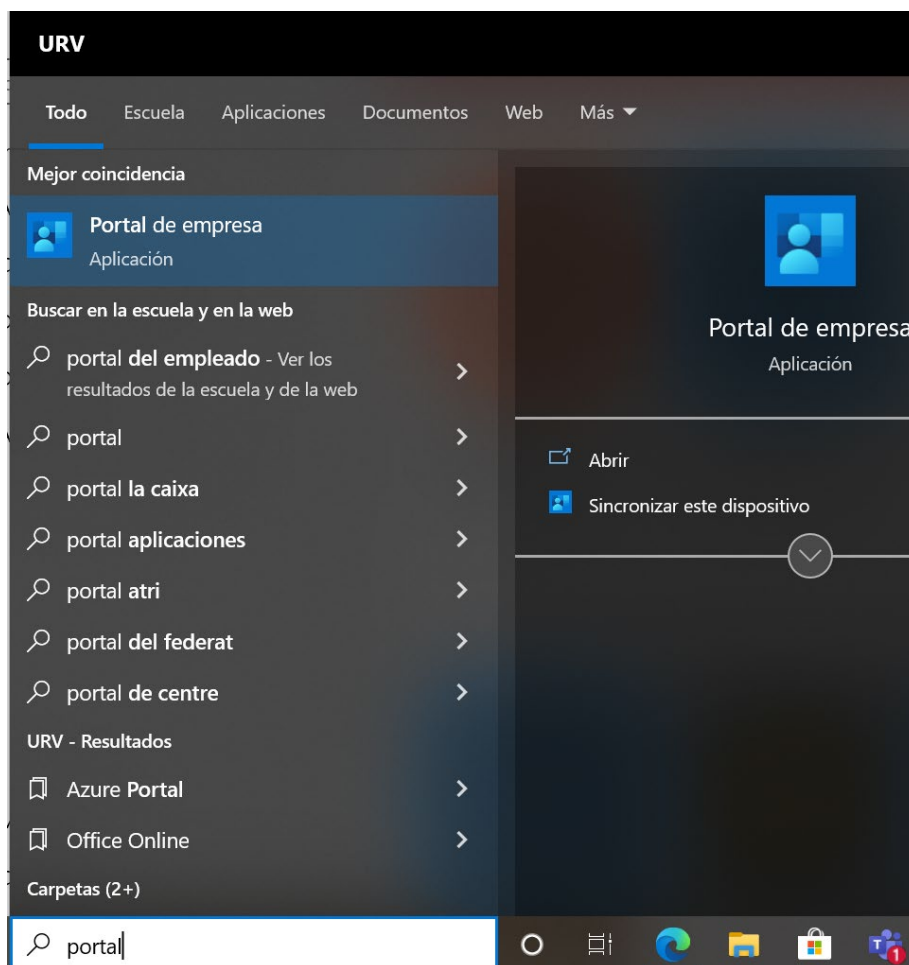 URV
Todo Escuela Aplicaciones Documentos Web Más
Mejor coincidencia
Portal de empresa
Aplicación
Buscar en la escuela y en la web
portal del empleado - Ver los
resultados de la escuela y de la web
portal
portal la caixa
portal aplicaciones
portal atri
portal del federat
portal de centre
URV - Resultados
Azure Portal
Office Online
Carpetas (2+)
portal
Portal de empresa
Aplicación
Abrir
Sincronizar este dispositivo
T
1